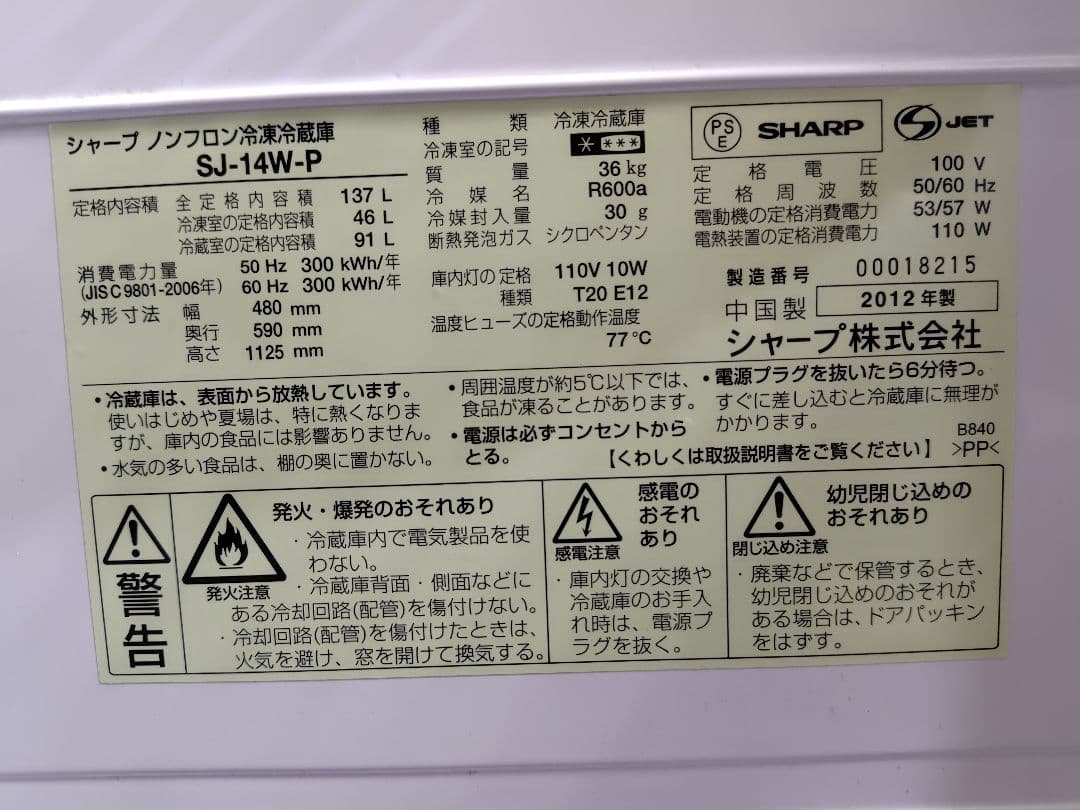 シャープ ノンフロン冷凍冷蔵庫
SJ-14W-P
定格内容積 全定格内容積 137 L
冷凍室の定格内容積 46 L
冷蔵室の定格内容積 91 L
消費電力量 50 Hz 300 kWh/年
(JIS C 9801-2006年) 60 Hz 300 kWh/年
外形寸法 幅 480 mm
奥行 590 mm
高さ 1125 mm
種類 冷凍冷蔵庫
冷凍室の記号 * ***
質量 36 kg
冷媒名 R600a
冷媒封入量 30 g
断熱発泡ガス シクロペンタン
庫内灯の定格 110V 10W
種類 T20 E12
温度ヒューズの定格動作温度
77℃
PS
E
SHARP
JET
定格電圧 100 V
定格周波数 50/60 Hz
電動機の定格消費電力 53/57 W
電熱装置の定格消費電力 110 W
製造番号 00018215
中国製 2012年製
シャープ株式会社
・冷蔵庫は、表面から放熱しています。
使いはじめや夏場は、特に熱くなりま
すが、庫内の食品には影響ありません。
・水気の多い食品は、棚の奥に置かない。
・周囲温度が約5℃以下では、
食品が凍ることがあります。
・電源は必ずコンセントから
とる。
・電源プラグを抜いたら6分待つ。
すぐに差し込むと冷蔵庫に無理が
かかります。
【くわしくは取扱説明書をご覧ください】
B840
>PP<
警告
発火注意
発火・爆発のおそれあり
・冷蔵庫内で電気製品を使
わない。
・冷蔵庫背面・側面などに
ある冷却回路(配管)を傷付けない。
・冷却回路(配管)を傷付けたときは、
火気を避け、窓を開けて換気する。
感電注意
感電の
おそれ
あり
・庫内灯の交換や
冷蔵庫のお手入
れ時は、電源プ
ラグを抜く。
閉じ込め注意
幼児閉じ込めの
おそれあり
・廃棄などで保管するとき、
幼児閉じ込めのおそれが
ある場合は、ドアパッキン
をはずす。